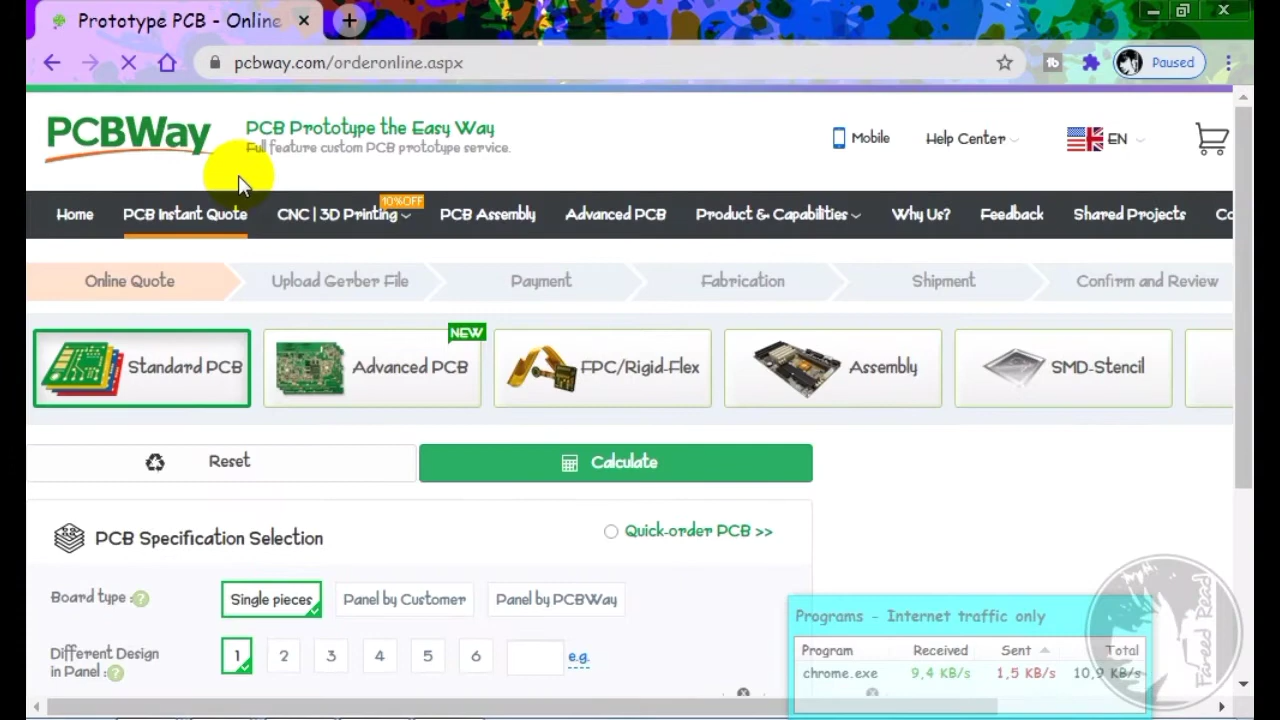 Prototype PCB - Online
pcbway.com/orderonline.aspx
Paused
PCBWay
PCB Prototype the Easy Way
Full feature custom PCB prototype service.
Mobile
Help Center
EN
10%OFF
Home
PCB Instant Quote
CNC | 3D Printing
PCB Assembly
Advanced PCB
Product & Capabilities
Why Us?
Feedback
Shared Projects
Co
Online Quote
Upload Gerber File
Payment
Fabrication
Shipment
Confirm and Review
NEW
Standard PCB
Advanced PCB
FPC/Rigid-Flex
Assembly
SMD-Stencil
Reset
Calculate
PCB Specification Selection
Quick-order PCB >>
Board type :
Single pieces
Panel by Customer
Panel by PCBWay
Different Design
in Panel :
1
2
3
4
5
6
e.g.
Programs - Internet traffic only
Program Received Sent Total
chrome.exe 9,4 KB/s 1,5 KB/s 10,9 KB/s
Fareed Read